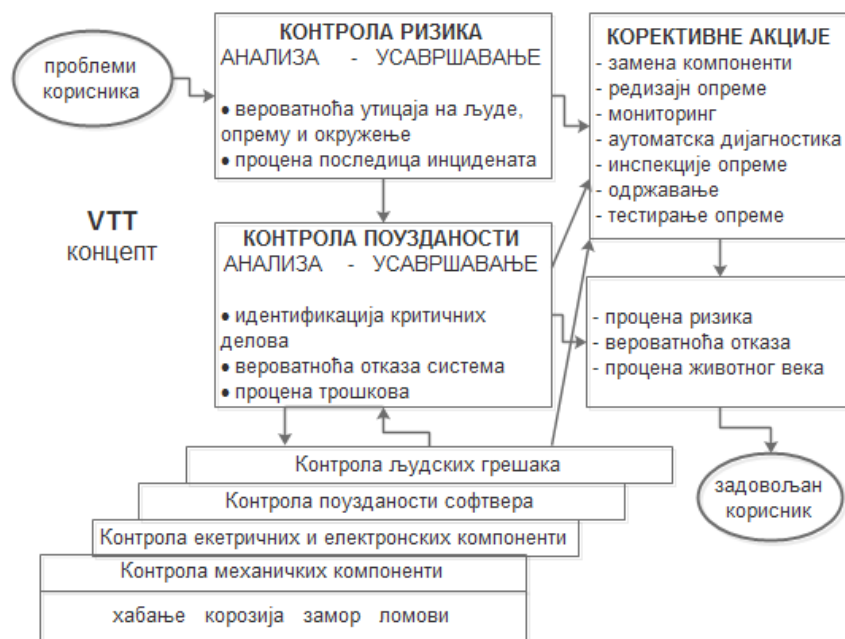 проблеми
корисника
КОНТРОЛА РИЗИКА
АНАЛИЗА - УСАВРШАВАЊЕ
● вероватноћа утицаја на људе,
опрему и окружење
● процена последица инцидената
КОРЕКТИВНЕ АКЦИЈЕ
- замена компоненти
- редизајн опреме
- мониторинг
- аутоматска дијагностика
- инспекције опреме
- одржавање
- тестирање опреме
VTT
концепт
КОНТРОЛА ПОУЗДАНОСТИ
АНАЛИЗА - УСАВРШАВАЊЕ
● идентификација критичних
делова
● вероватноћа отказа система
● процена трошкова
- процена ризика
- вероватноћа отказа
- процена животног века
Контрола људских грешака
Контрола поузданости софтвера
Контрола екетричних и електронских компоненти
Контрола механичких компоненти
хабање корозија замор ломови
задовољан
корисник